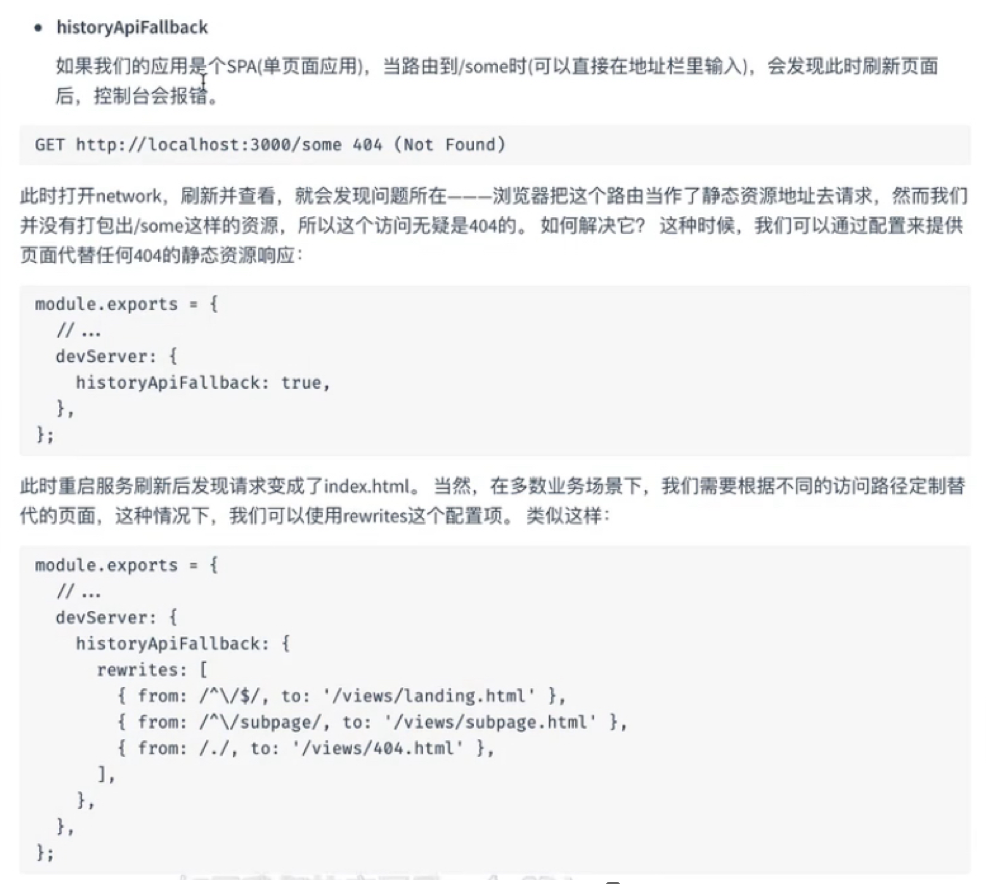 • historyApiFallback
如果我们的应用是个SPA(单页面应用)，当路由到/some时(可以直接在地址栏里输入)，会发现此时刷新页面
后，控制台会报错。
GET http://localhost:3000/some 404 (Not Found)
此时打开network，刷新并查看，就会发现问题所在———浏览器把这个路由当作了静态资源地址去请求，然而我们
并没有打包出/some这样的资源，所以这个访问无疑是404的。 如何解决它？ 这种时候，我们可以通过配置来提供
页面代替任何404的静态资源响应：
module.exports = {
  // ...
  devServer: {
    historyApiFallback: true,
  },
};
此时重启服务刷新后发现请求变成了index.html。 当然，在多数业务场景下，我们需要根据不同的访问路径定制替
代的页面，这种情况下，我们可以使用rewrites这个配置项。 类似这样：
module.exports = {
  // ...
  devServer: {
    historyApiFallback: {
      rewrites: [
        { from: /^\/$/, to: '/views/landing.html' },
        { from: /^\/subpage/, to: '/views/subpage.html' },
        { from: /./, to: '/views/404.html' },
      ],
    },
  },
};